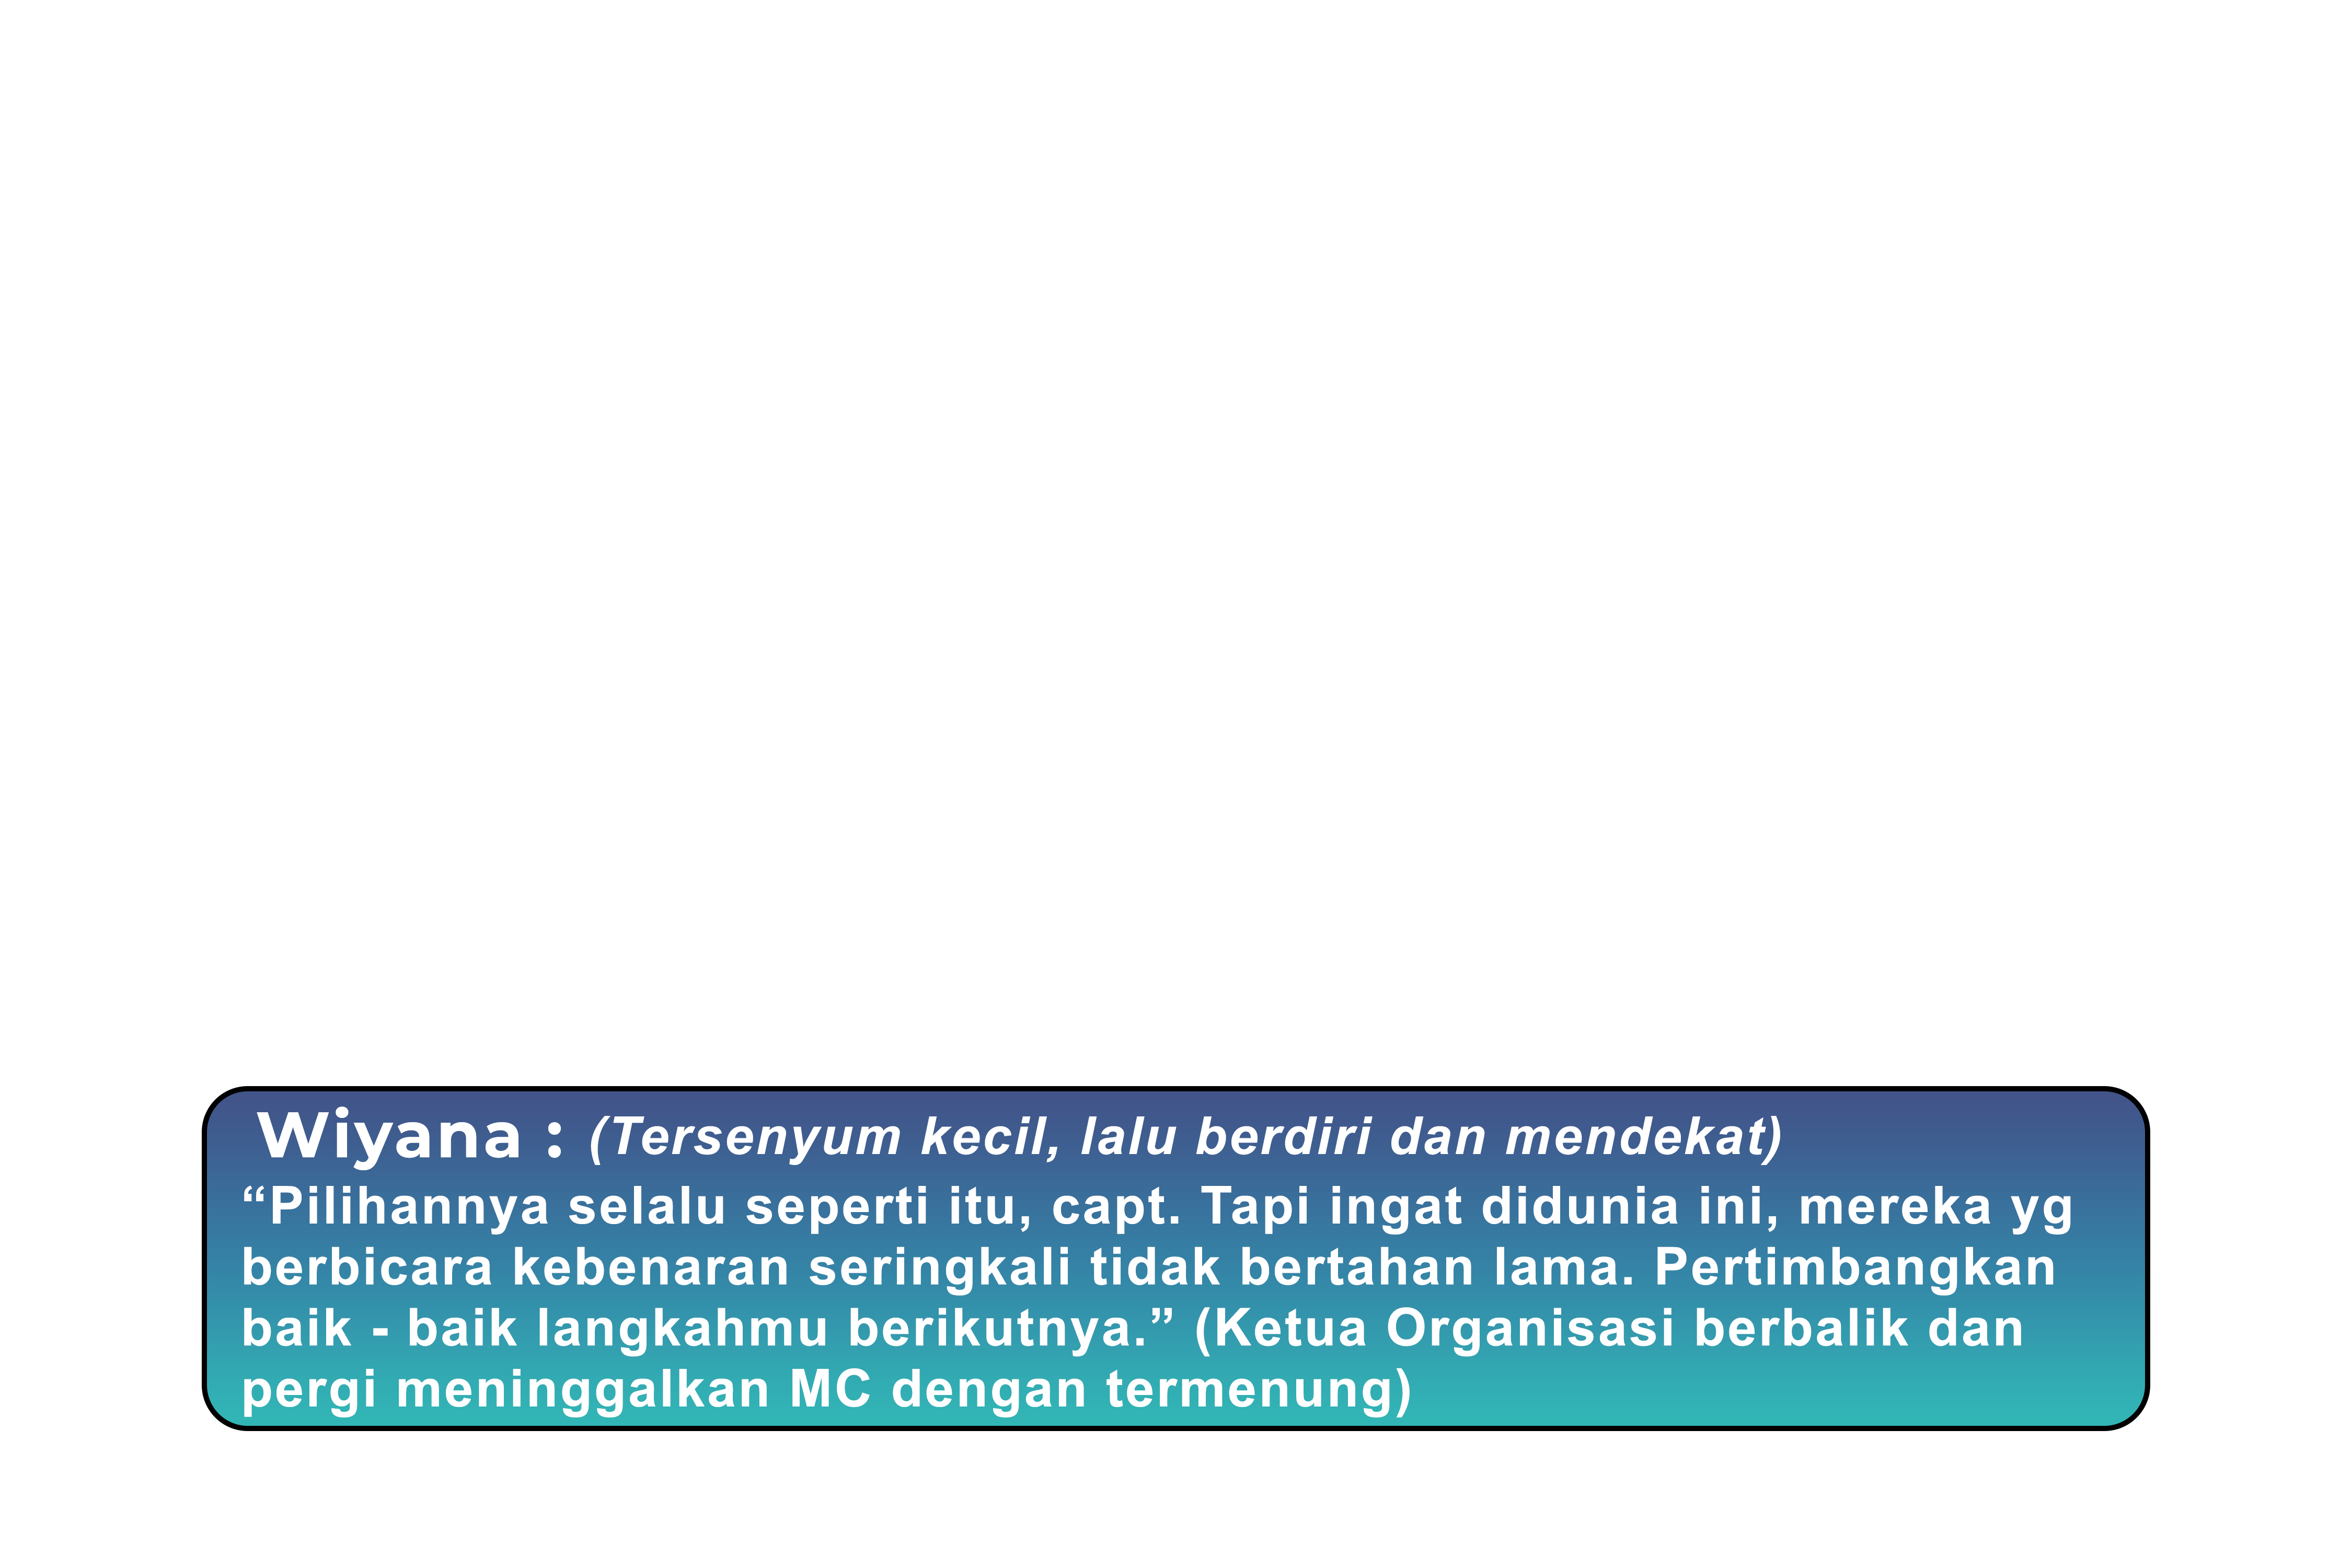 Wiyana : (Tersenyum kecil, lalu berdiri dan mendekat)
“Pilihannya selalu seperti itu, capt. Tapi ingat didunia ini, mereka yg
berbicara kebenaran seringkali tidak bertahan lama. Pertimbangkan
baik - baik langkahmu berikutnya.” (Ketua Organisasi berbalik dan
pergi meninggalkan MC dengan termenung)